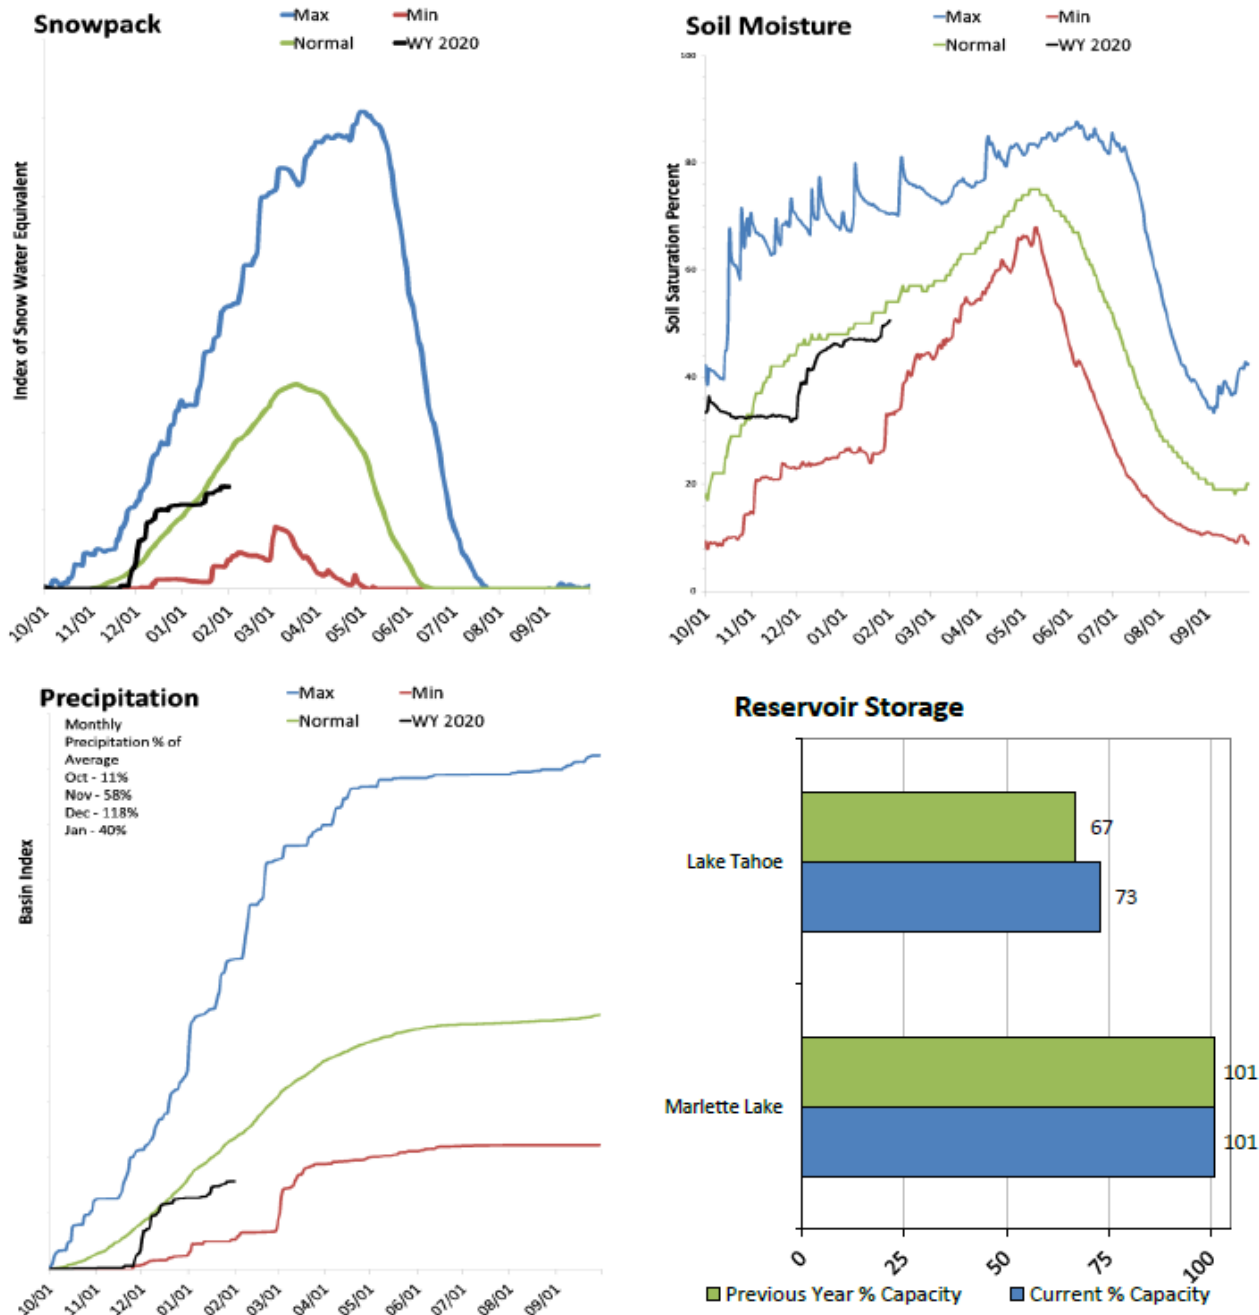 Snowpack
Max
Min
Normal
WY 2020
Index of Snow Water Equivalent
10/01
11/01
12/01
01/01
02/01
03/01
04/01
05/01
06/01
07/01
08/01
09/01
Soil Moisture
Max
Min
Normal
WY 2020
Soil Saturation Percent
100
80
60
40
20
0
10/01
11/01
12/01
01/01
02/01
03/01
04/01
05/01
06/01
07/01
08/01
09/01
Precipitation
Max
Min
Normal
WY 2020
Monthly
Precipitation % of
Average
Oct - 11%
Nov - 58%
Dec - 118%
Jan - 40%
Basin Index
10/01
11/01
12/01
01/01
02/01
03/01
04/01
05/01
06/01
07/01
08/01
09/01
Reservoir Storage
Lake Tahoe
67
73
Marlette Lake
101
101
0
25
50
75
100
Previous Year % Capacity
Current % Capacity